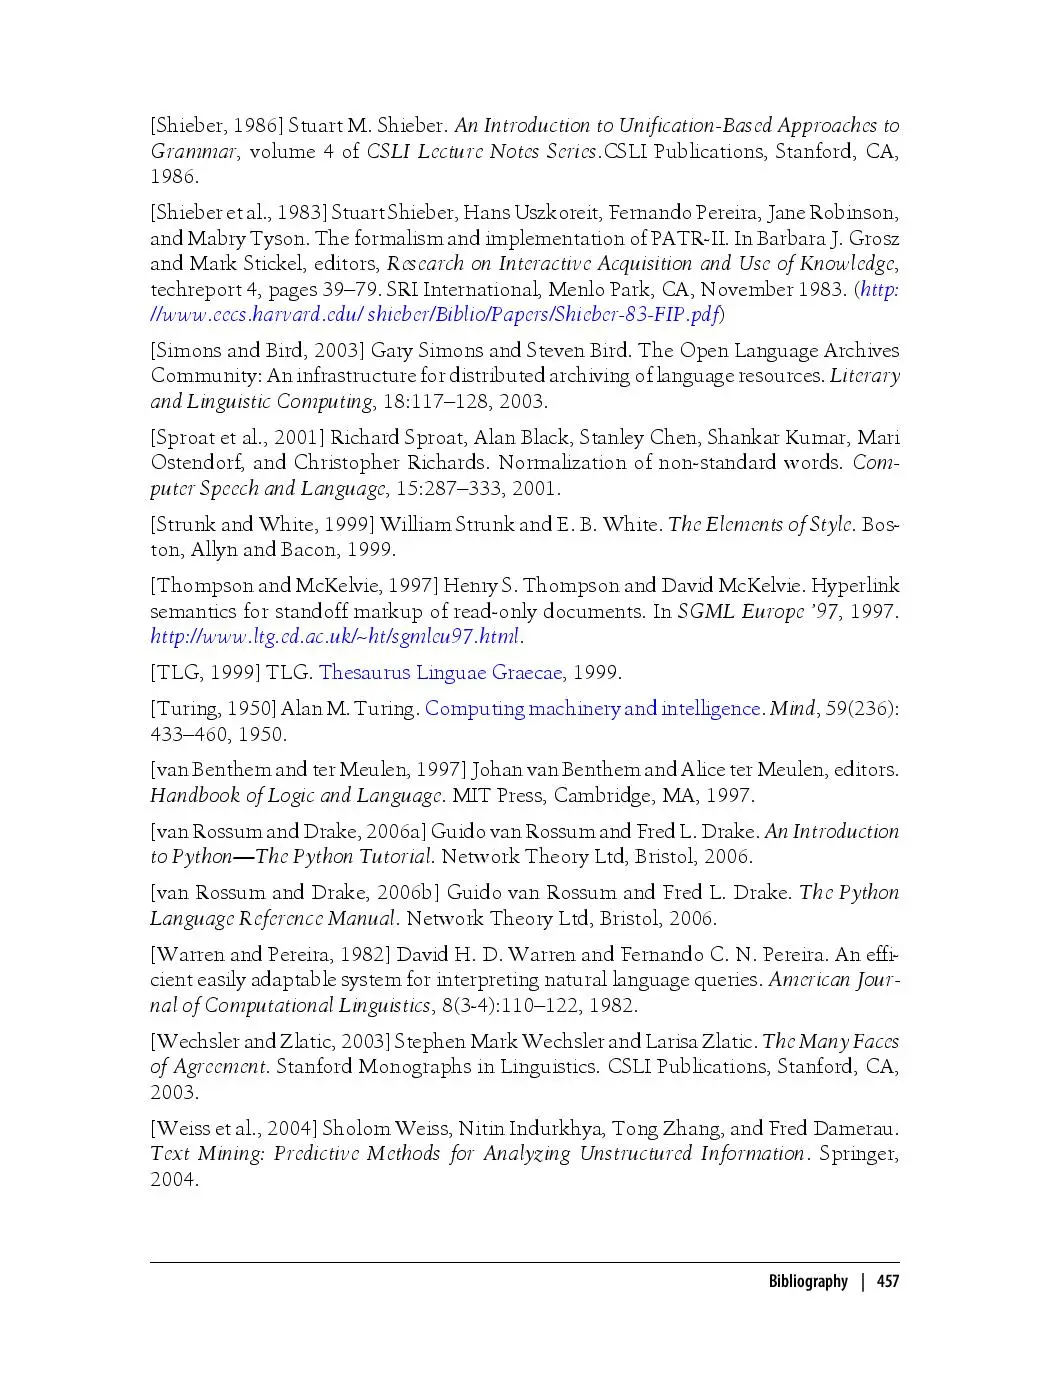 [Shieber, 1986] Stuart M. Shieber. An Introduction to Unification-Based Approaches to
Grammar, volume 4 of CSLI Lecture Notes Series.CSLI Publications, Stanford, CA,
1986.
[Shieber et al., 1983] Stuart Shieber, Hans Uszkoreit, Fernando Pereira, Jane Robinson,
and Mabry Tyson. The formalism and implementation of PATR-II. In Barbara J. Grosz
and Mark Stickel, editors, Research on Interactive Acquisition and Use of Knowledge,
techreport 4, pages 39–79. SRI International, Menlo Park, CA, November 1983. (http:
//www.eecs.harvard.edu/ shieber/Biblio/Papers/Shieber-83-FIP.pdf)
[Simons and Bird, 2003] Gary Simons and Steven Bird. The Open Language Archives
Community: An infrastructure for distributed archiving of language resources. Literary
and Linguistic Computing, 18:117–128, 2003.
[Sproat et al., 2001] Richard Sproat, Alan Black, Stanley Chen, Shankar Kumar, Mari
Ostendorf, and Christopher Richards. Normalization of non-standard words. Com-
puter Speech and Language, 15:287–333, 2001.
[Strunk and White, 1999] William Strunk and E. B. White. The Elements of Style. Bos-
ton, Allyn and Bacon, 1999.
[Thompson and McKelvie, 1997] Henry S. Thompson and David McKelvie. Hyperlink
semantics for standoff markup of read-only documents. In SGML Europe ’97, 1997.
http://www.ltg.ed.ac.uk/~ht/sgmleu97.html.
[TLG, 1999] TLG. Thesaurus Linguae Graecae, 1999.
[Turing, 1950] Alan M. Turing. Computing machinery and intelligence. Mind, 59(236):
433–460, 1950.
[van Benthem and ter Meulen, 1997] Johan van Benthem and Alice ter Meulen, editors.
Handbook of Logic and Language. MIT Press, Cambridge, MA, 1997.
[van Rossum and Drake, 2006a] Guido van Rossum and Fred L. Drake. An Introduction
to Python—The Python Tutorial. Network Theory Ltd, Bristol, 2006.
[van Rossum and Drake, 2006b] Guido van Rossum and Fred L. Drake. The Python
Language Reference Manual. Network Theory Ltd, Bristol, 2006.
[Warren and Pereira, 1982] David H. D. Warren and Fernando C. N. Pereira. An effi-
cient easily adaptable system for interpreting natural language queries. American Jour-
nal of Computational Linguistics, 8(3-4):110–122, 1982.
[Wechsler and Zlatic, 2003] Stephen Mark Wechsler and Larisa Zlatic. The Many Faces
of Agreement. Stanford Monographs in Linguistics. CSLI Publications, Stanford, CA,
2003.
[Weiss et al., 2004] Sholom Weiss, Nitin Indurkhya, Tong Zhang, and Fred Damerau.
Text Mining: Predictive Methods for Analyzing Unstructured Information. Springer,
2004.
Bibliography | 457